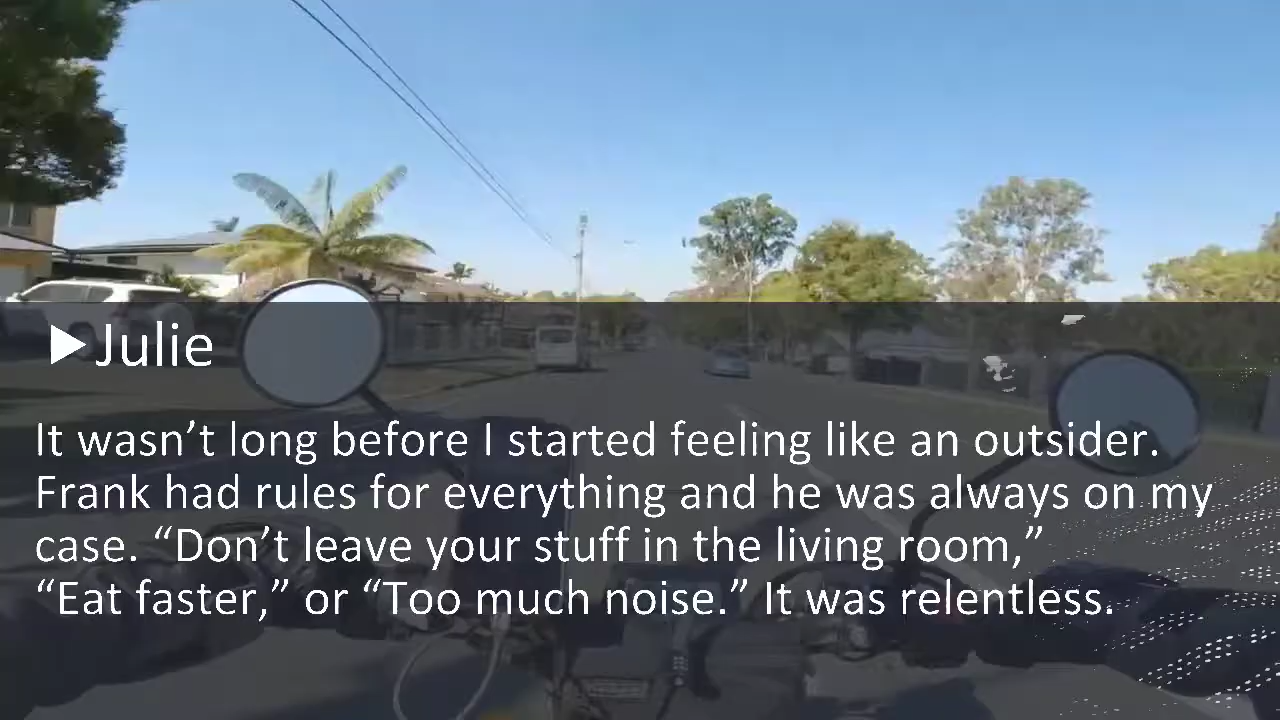 ▶Julie
It wasn’t long before I started feeling like an outsider.
Frank had rules for everything and he was always on my
case. “Don’t leave your stuff in the living room,”
“Eat faster,” or “Too much noise.” It was relentless.